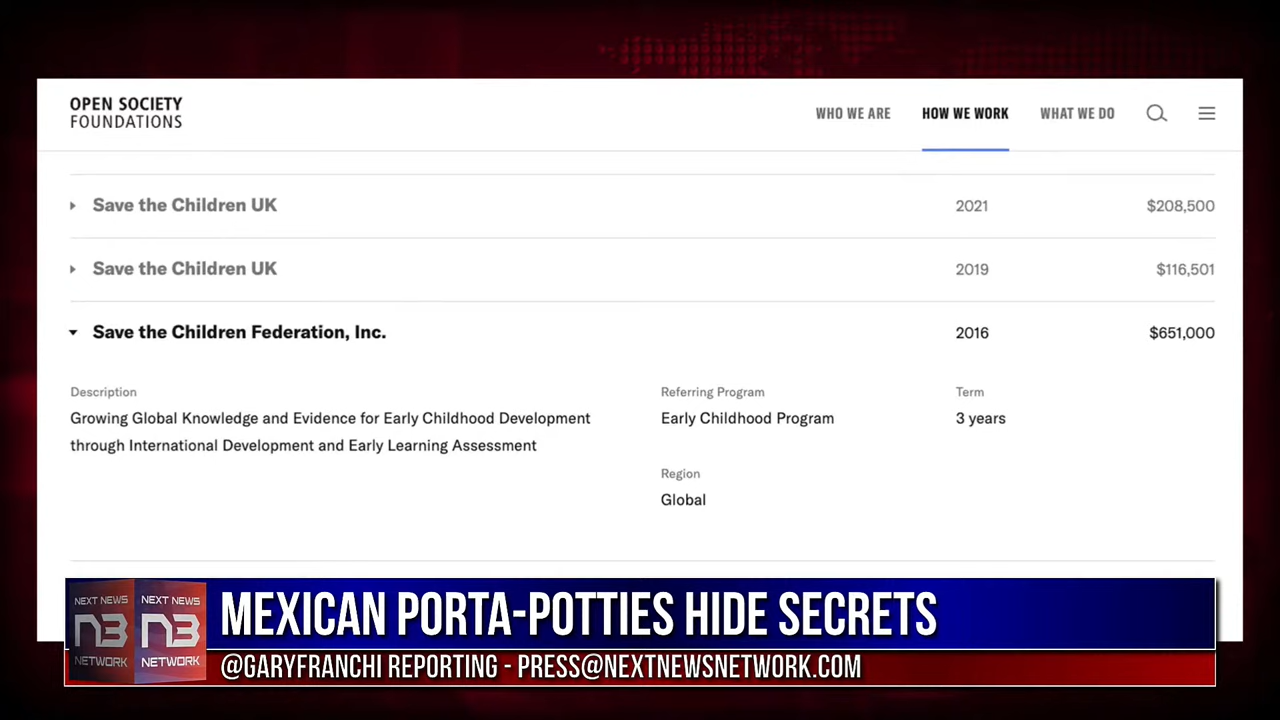 OPEN SOCIETY
FOUNDATIONS
WHO WE ARE HOW WE WORK WHAT WE DO
Save the Children UK 2021 $208,500
Save the Children UK 2019 $116,501
Save the Children Federation, Inc. 2016 $651,000
Description Referring Program Term
Growing Global Knowledge and Evidence for Early Childhood Development Early Childhood Program 3 years
through International Development and Early Learning Assessment
Region
Global
NEXT NEWS NEXT NEWS
N3 N3
NETWORK NETWORK
MEXICAN PORTA-POTTIES HIDE SECRETS
@GARYFRANCHI REPORTING - PRESS@NEXTNEWSNETWORK.COM